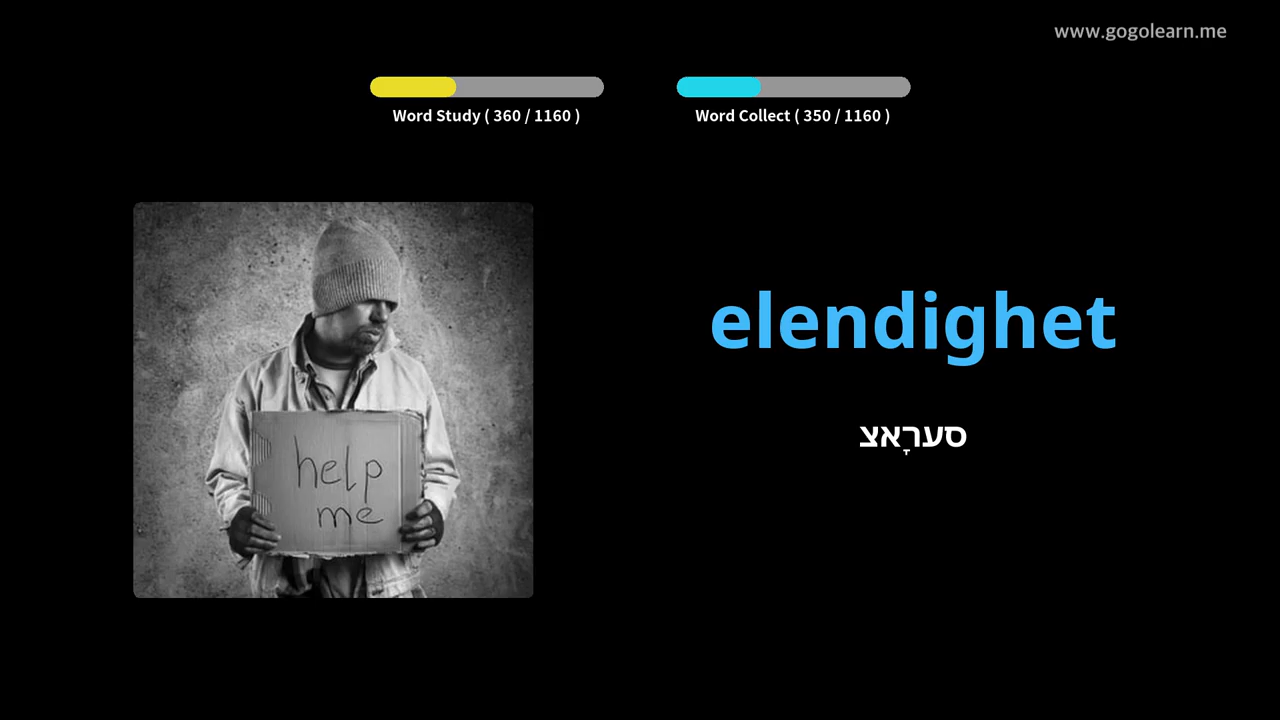 www.gogolearn.me
Word Study ( 360 / 1160 )
Word Collect ( 350 / 1160 )
elendighet
סערָאצ
help
me